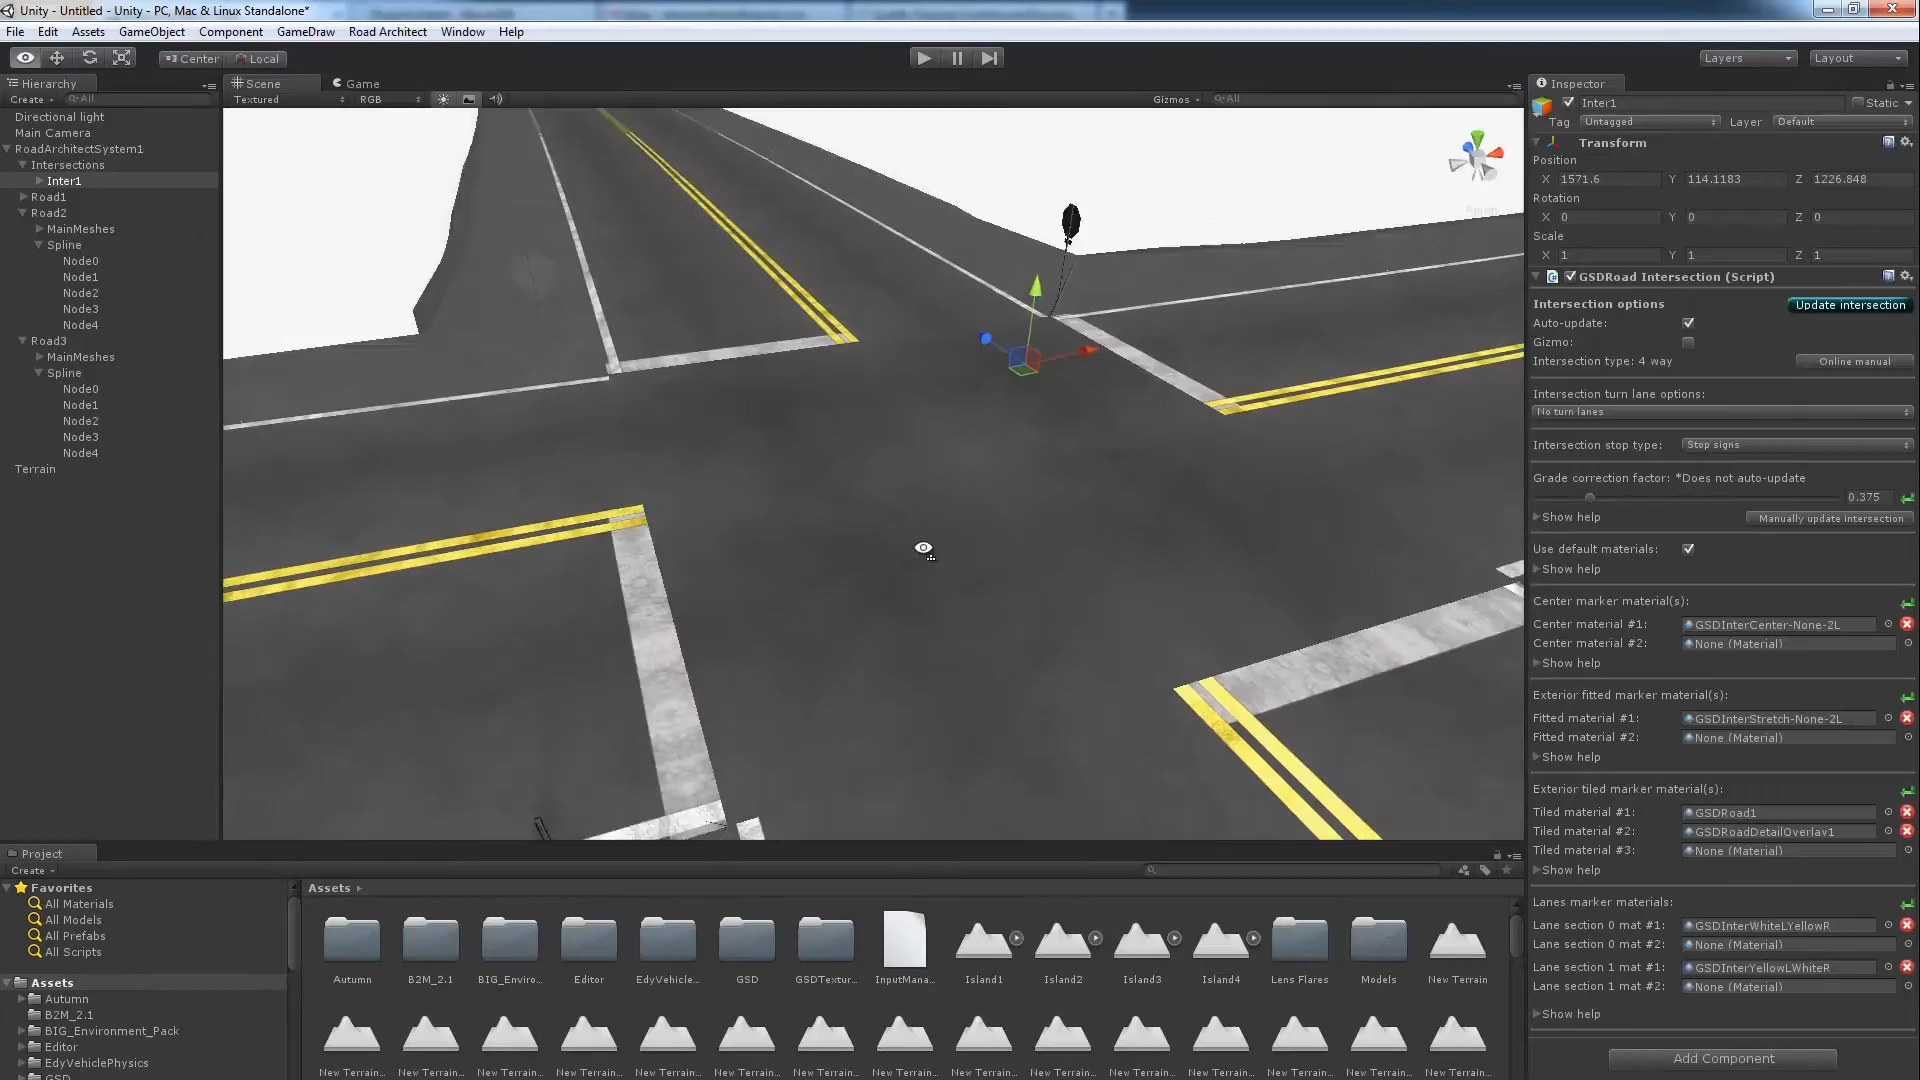 Unity - Untitled - Unity - PC, Mac & Linux Standalone*
File Edit Assets GameObject Component GameDraw Road Architect Window Help
Center Local
Layers Layout
Hierarchy
Create All
Directional light
Main Camera
RoadArchitectSystem1
Intersections
Inter1
Road1
Road2
MainMeshes
Spline
Node0
Node1
Node2
Node3
Node4
Road3
MainMeshes
Spline
Node0
Node1
Node2
Node3
Node4
Terrain
Scene Game
Textured RGB Gizmos All
Inspector
Inter1 Static
Tag Untagged Layer Default
Transform
Position
X 1571.6 Y 114.1183 Z 1226.848
Rotation
X 0 Y 0 Z 0
Scale
X 1 Y 1 Z 1
GSDRoad Intersection (Script)
Intersection options Update intersection
Auto-update:
Gizmo:
Intersection type: 4 way Online manual
Intersection turn lane options:
No turn lanes
Intersection stop type: Stop signs
Grade correction factor: *Does not auto-update
0.375
Show help Manually update intersection
Use default materials:
Show help
Center marker material(s):
Center material #1: GSDInterCenter-None-2L
Center material #2: None (Material)
Show help
Exterior fitted marker material(s):
Fitted material #1: GSDInterStretch-None-2L
Fitted material #2: None (Material)
Show help
Exterior tiled marker material(s):
Tiled material #1: GSDRoad1
Tiled material #2: GSDRoadDetailOverlay1
Tiled material #3: None (Material)
Show help
Lanes marker materials:
Lane section 0 mat #1: GSDInterWhiteLYellowR
Lane section 0 mat #2: None (Material)
Lane section 1 mat #1: GSDInterYellowLWhiteR
Lane section 1 mat #2: None (Material)
Show help
Add Component
Project
Create
Favorites
All Materials
All Models
All Prefabs
All Scripts
Assets
Autumn
B2M_2.1
BIG_Environment_Pack
Editor
EdyVehiclePhysics
GSD
Assets
Autumn B2M_2.1 BIG_Enviro... Editor EdyVehicle... GSD GSDTextur... InputMana... Island1 Island2 Island3 Island4 Lens Flares Models New Terrain
New Terrain... New Terrain... New Terrain... New Terrain... New Terrain... New Terrain... New Terrain... New Terrain... New Terrain... New Terrain... New Terrain... New Terrain... New Terrain... New Terrain... New Terrain...